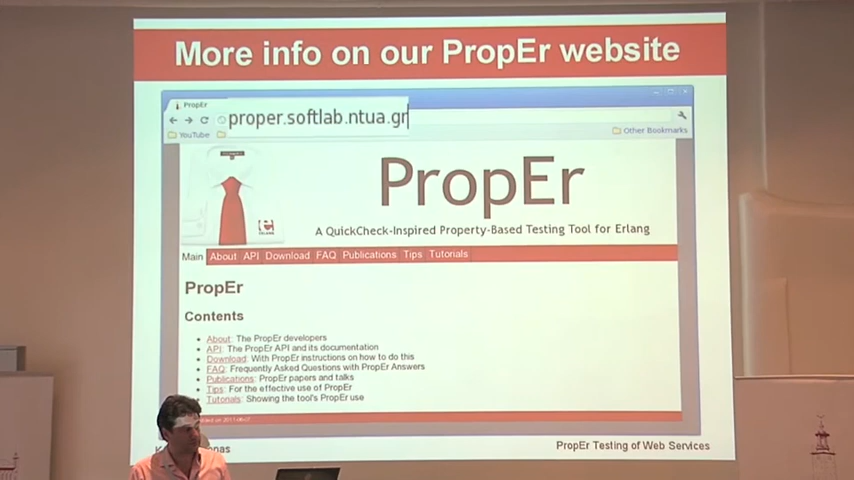 More info on our PropEr website
PropEr
proper.softlab.ntua.gr
YouTube
Other Bookmarks
PropEr
A QuickCheck-Inspired Property-Based Testing Tool for Erlang
Main About API Download FAQ Publications Tips Tutorials
PropEr
Contents
About: The PropEr developers
API: The PropEr API and its documentation
Download: With PropEr instructions on how to do this
FAQ: Frequently Asked Questions with PropEr Answers
Publications: PropEr papers and talks
Tips: For the effective use of PropEr
Tutorials: Showing the tool's PropEr use
PropEr Testing of Web Services